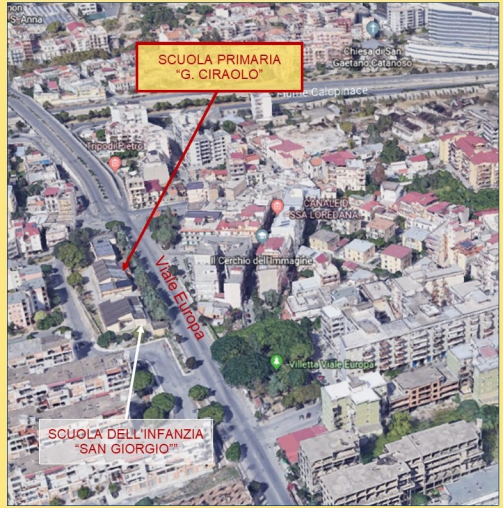 S. Anna
SCUOLA PRIMARIA
“G. CIRAOLO”
Chiesa di San
Gaetano Catanoso
Calopinace
Tripodi Pietro
CANALE D
SSA LOREDANA
Il Cerchio dell'Immagine
Viale Europa
Villetta Viale Europa
SCUOLA DELL'INFANZIA
“SAN GIORGIO””